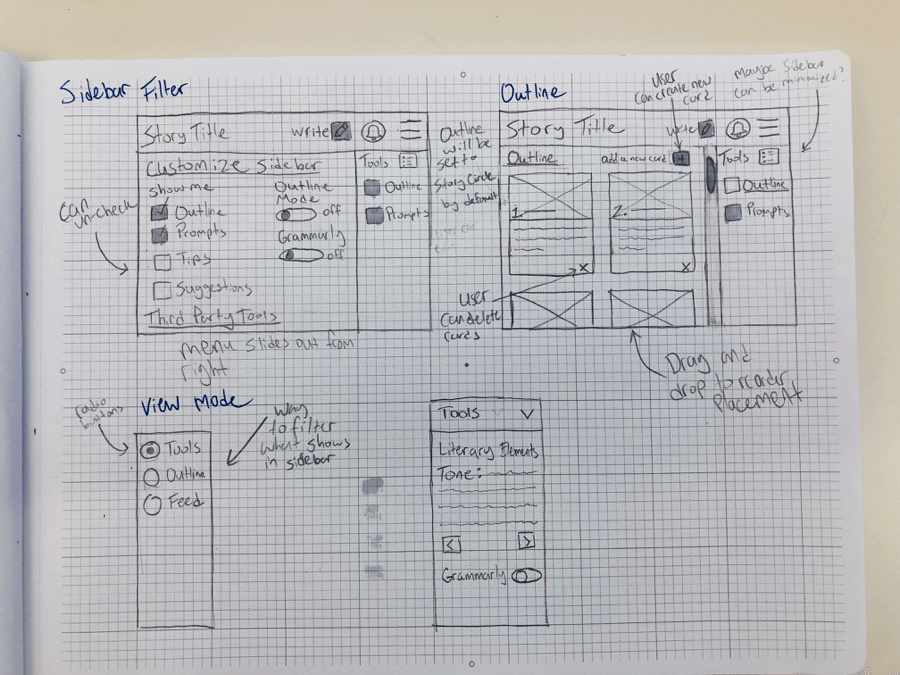 Sidebar Filter
Story Title
write
Customize Sidebar
Show me
Outline
Prompts
Tips
Suggestions
Third Party Tools
Outline
Mode
off
Grammarly
off
Tools
Outline
Prompts
Can
un-check
menu slides out from
right
Outline
will be
set to
Story Circle
by default
Outline
User
can create new
card
Maybe Sidebar
can be minimized?
Story Title
write
Outline
add a new card
+
1.
2.
x
x
Tools
Outline
Prompts
User
can delete
cards
Drag and
drop to reorder
placement
View Mode
radio
buttons
Tools
Outline
Feed
Way
to filter
what shows
in sidebar
Tools
Literary Elements
Tone:
<
>
Grammarly